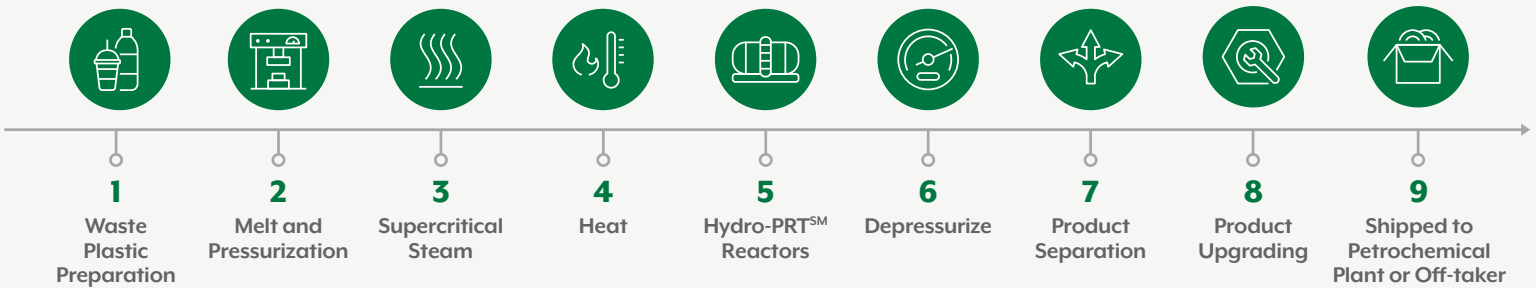 1
Waste
Plastic
Preparation
2
Melt and
Pressurization
3
Supercritical
Steam
4
Heat
5
Hydro-PRT℠
Reactors
6
Depressurize
7
Product
Separation
8
Product
Upgrading
9
Shipped to
Petrochemical
Plant or Off-taker